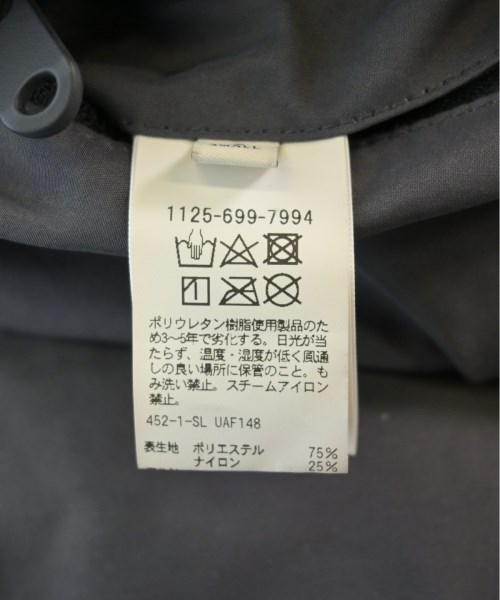 SMALL
1125-699-7994
ポリウレタン樹脂使用製品のた
め3~5年で劣化する。日光が当
たらず、温度・湿度が低く風通
しの良い場所に保管のこと。も
み洗い禁止。スチームアイロン
禁止。
452-1-SL UAF148
表生地 ポリエステル 75%
ナイロン 25%